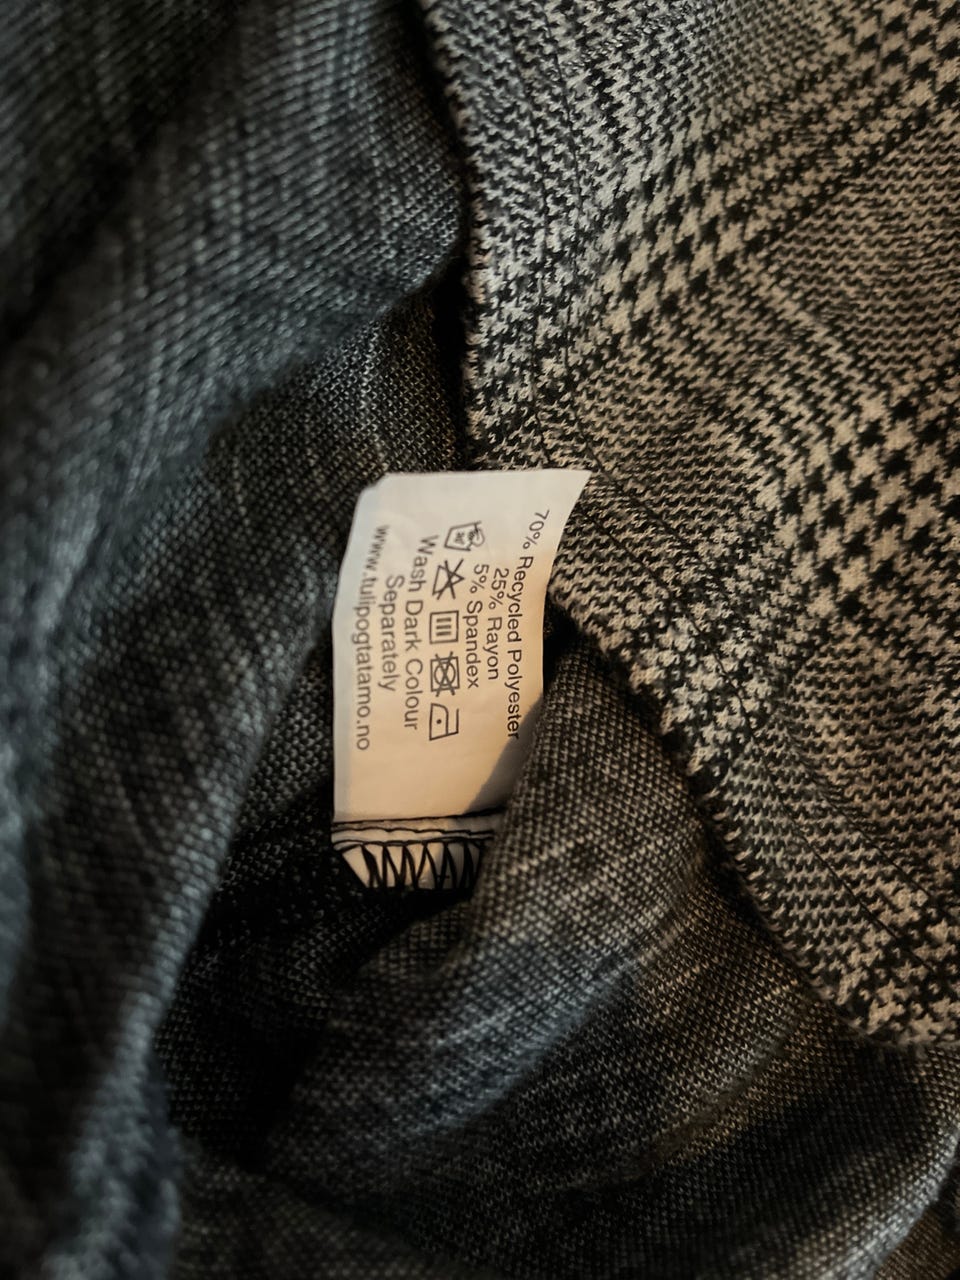 70% Recycled Polyester
25% Rayon
5% Spandex
Wash Dark Colour
Separately
www.tulipogtatamo.no